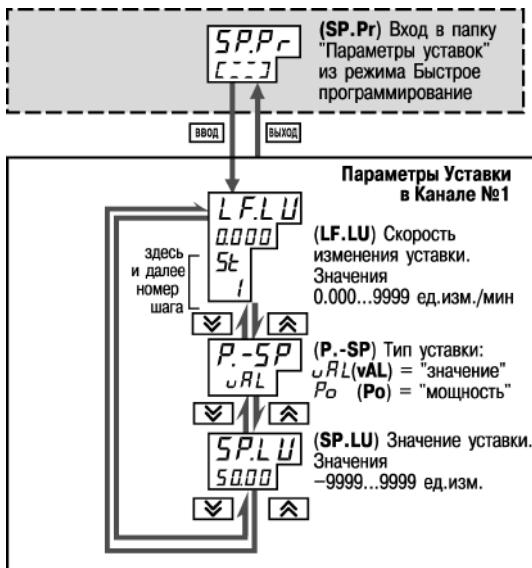 SP.Pr
[---]
(SP.Pr) Вход в папку
"Параметры уставок"
из режима Быстрое
программирование
ввод
выход
Параметры Уставки
в Канале №1
LF.LU
0.000
St
1
здесь
и далее
номер
шага
(LF.LU) Скорость
изменения уставки.
Значения
0.000...9999 ед.изм./мин
P.-SP
vAL
(P.-SP) Тип уставки:
vAL(vAL) = "значение"
Po (Po) = "мощность"
SP.LU
50.00
(SP.LU) Значение уставки.
Значения
−9999...9999 ед.изм.